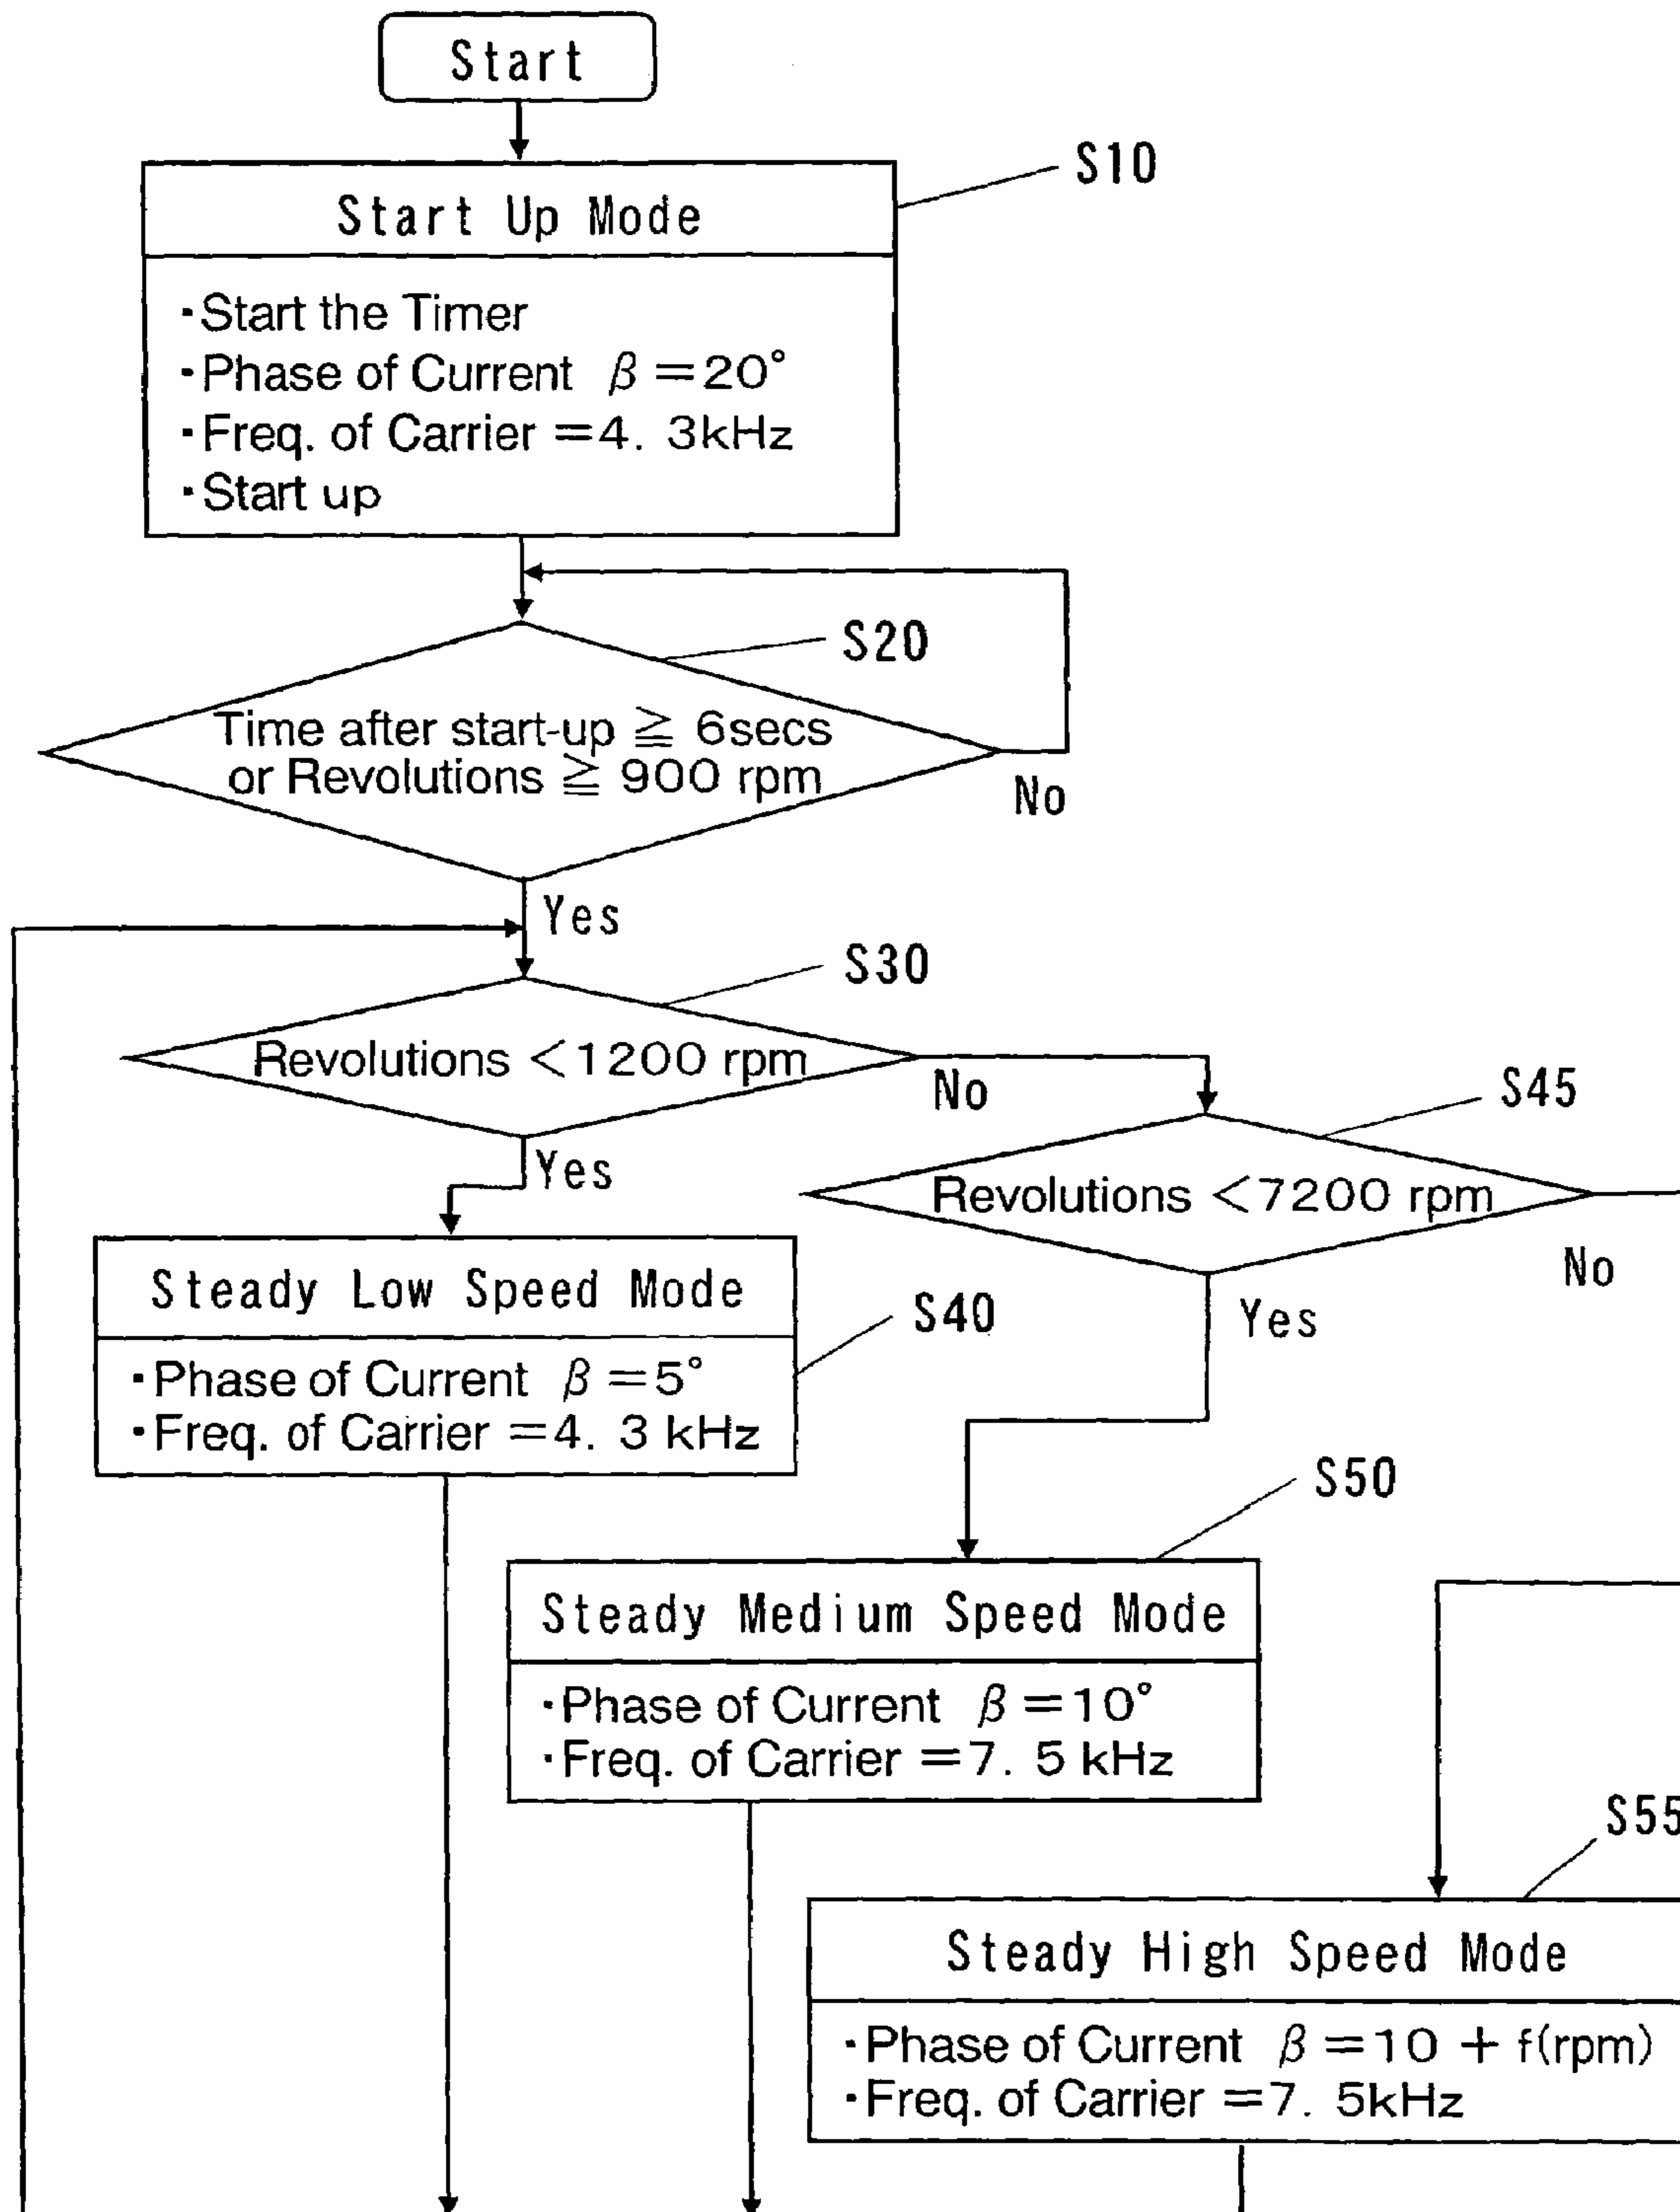 Start
S10
Start Up Mode
・Start the Timer
・Phase of Current β=20°
・Freq. of Carrier =4. 3kHz
・Start up
S20
Time after start-up ≧ 6secs
or Revolutions ≧ 900 rpm
No
Yes
S30
Revolutions <1200 rpm
No
S45
Yes
Revolutions <7200 rpm
No
Steady Low Speed Mode
S40
Yes
・Phase of Current β=5°
・Freq. of Carrier =4. 3 kHz
S50
Steady Medium Speed Mode
・Phase of Current β=10°
・Freq. of Carrier =7. 5 kHz
S55
Steady High Speed Mode
・Phase of Current β=10 + f(rpm)
・Freq. of Carrier =7. 5kHz